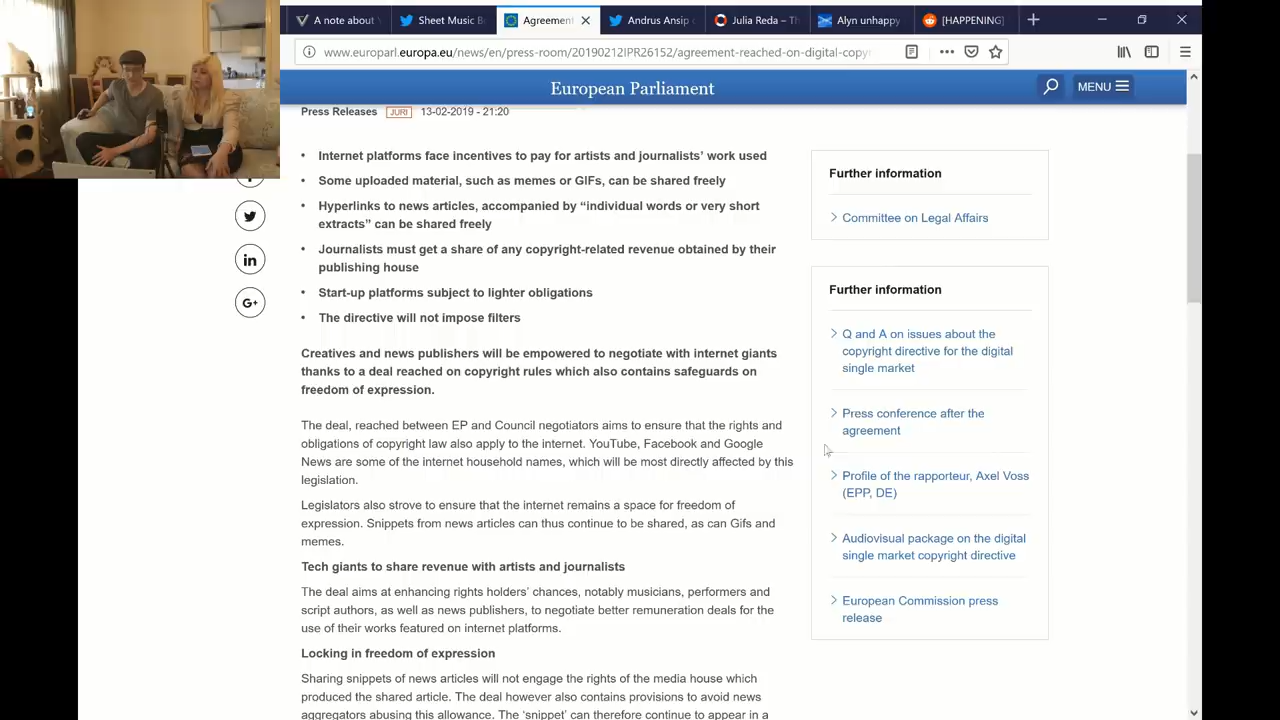 A note about
Sheet Music B
Agreement
Andrus Ansip
Julia Reda – Th
Alyn unhappy
[HAPPENING]
www.europarl.europa.eu/news/en/press-room/20190212IPR26152/agreement-reached-on-digital-copy
European Parliament
MENU
Press Releases JURI 13-02-2019 - 21:20
• Internet platforms face incentives to pay for artists and journalists’ work used
• Some uploaded material, such as memes or GIFs, can be shared freely
• Hyperlinks to news articles, accompanied by “individual words or very short
extracts” can be shared freely
• Journalists must get a share of any copyright-related revenue obtained by their
publishing house
• Start-up platforms subject to lighter obligations
• The directive will not impose filters
Creatives and news publishers will be empowered to negotiate with internet giants
thanks to a deal reached on copyright rules which also contains safeguards on
freedom of expression.
The deal, reached between EP and Council negotiators aims to ensure that the rights and
obligations of copyright law also apply to the internet. YouTube, Facebook and Google
News are some of the internet household names, which will be most directly affected by this
legislation.
Legislators also strove to ensure that the internet remains a space for freedom of
expression. Snippets from news articles can thus continue to be shared, as can Gifs and
memes.
Tech giants to share revenue with artists and journalists
The deal aims at enhancing rights holders’ chances, notably musicians, performers and
script authors, as well as news publishers, to negotiate better remuneration deals for the
use of their works featured on internet platforms.
Locking in freedom of expression
Sharing snippets of news articles will not engage the rights of the media house which
produced the shared article. The deal however also contains provisions to avoid news
aggregators abusing this allowance. The ‘snippet’ can therefore continue to appear in a
Further information
Committee on Legal Affairs
Further information
Q and A on issues about the
copyright directive for the digital
single market
Press conference after the
agreement
Profile of the rapporteur, Axel Voss
(EPP, DE)
Audiovisual package on the digital
single market copyright directive
European Commission press
release